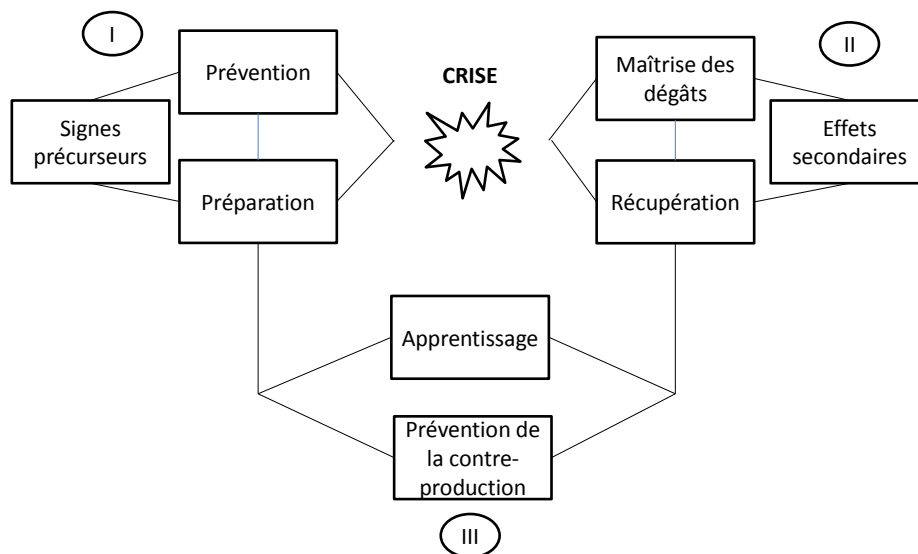 I
II
Prévention
CRISE
Maîtrise des
dégâts
Signes
précurseurs
Effets
secondaires
Préparation
Récupération
Apprentissage
Prévention de
la contre-
production
III